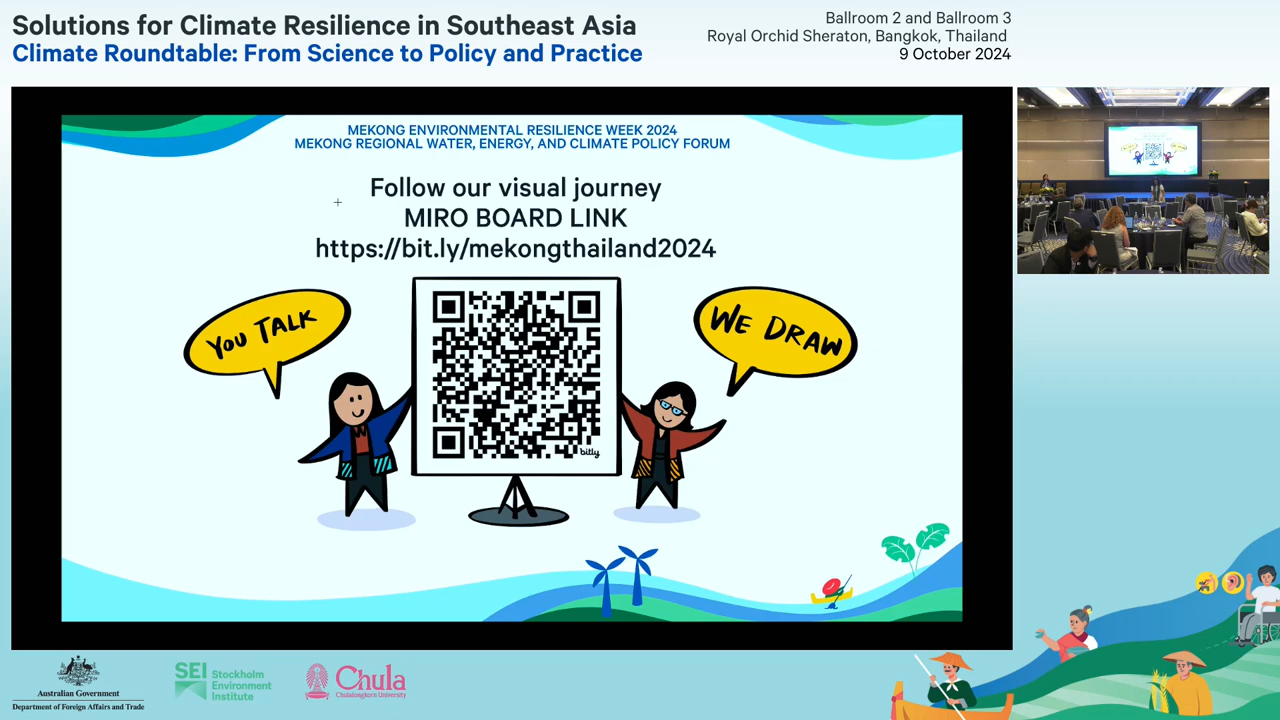 Solutions for Climate Resilience in Southeast Asia
Climate Roundtable: From Science to Policy and Practice
Ballroom 2 and Ballroom 3
Royal Orchid Sheraton, Bangkok, Thailand
9 October 2024
MEKONG ENVIRONMENTAL RESILIENCE WEEK 2024
MEKONG REGIONAL WATER, ENERGY, AND CLIMATE POLICY FORUM
Follow our visual journey
MIRO BOARD LINK
https://bit.ly/mekongthailand2024
YOU TALK
WE DRAW
bitly
Australian Government
Department of Foreign Affairs and Trade
SEI Stockholm
Environment
Institute
Chula
Chulalongkorn University